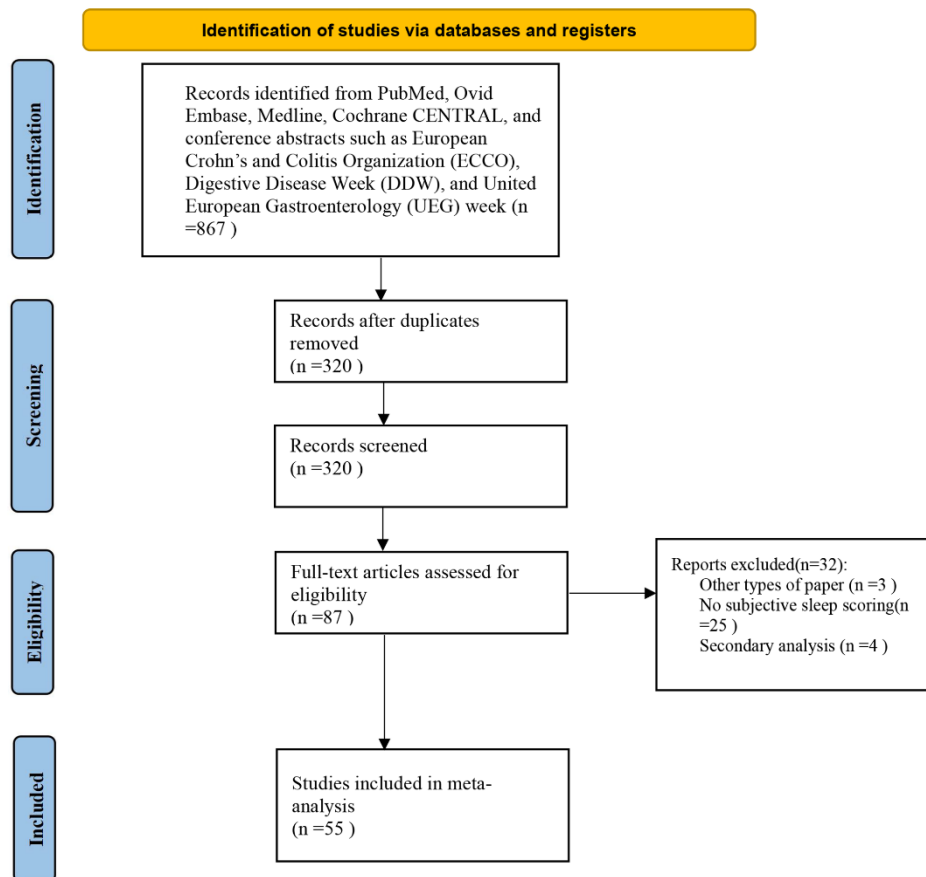 Identification of studies via databases and registers
Identification
Records identified from PubMed, Ovid
Embase, Medline, Cochrane CENTRAL, and
conference abstracts such as European
Crohn's and Colitis Organization (ECCO),
Digestive Disease Week (DDW), and United
European Gastroenterology (UEG) week (n
=867 )
Screening
Records after duplicates
removed
(n =320 )
Records screened
(n =320 )
Eligibility
Full-text articles assessed for
eligibility
(n =87 )
Reports excluded(n=32):
Other types of paper (n =3 )
No subjective sleep scoring(n
=25 )
Secondary analysis (n =4 )
Included
Studies included in meta-
analysis
(n =55 )